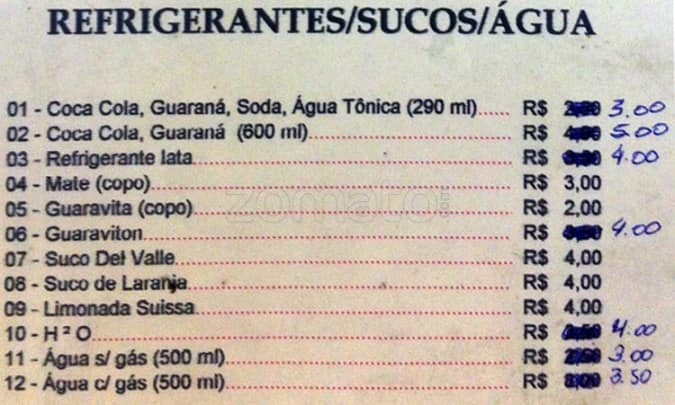 REFRIGERANTES/SUCOS/ÁGUA
01 - Coca Cola, Guaraná, Soda, Água Tônica (290 ml)...... R$ 3.00
02 - Coca Cola, Guaraná (600 ml)...... R$ 5.00
03 - Refrigerante lata...... R$ 4.00
04 - Mate (copo)...... R$ 3,00
05 - Guaravita (copo)...... R$ 2,00
06 - Guaraviton...... R$ 4.00
07 - Suco Del Valle...... R$ 4,00
08 - Suco de Laranja...... R$ 4,00
09 - Limonada Suissa...... R$ 4,00
10 - H ² O...... R$ 4.00
11 - Água s/ gás (500 ml)...... R$ 3.00
12 - Água c/ gás (500 ml)...... R$ 3.50
zomato.com